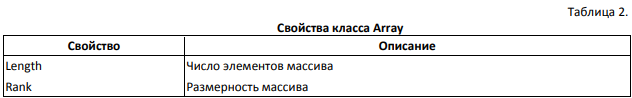 Таблица 2.
Свойства класса Array
Свойство Описание
Length Число элементов массива
Rank Размерность массива